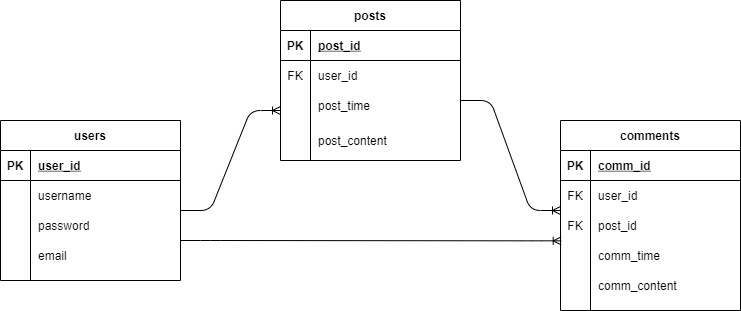 posts
PK post_id
FK user_id
post_time
post_content
users
PK user_id
username
password
email
comments
PK comm_id
FK user_id
FK post_id
comm_time
comm_content